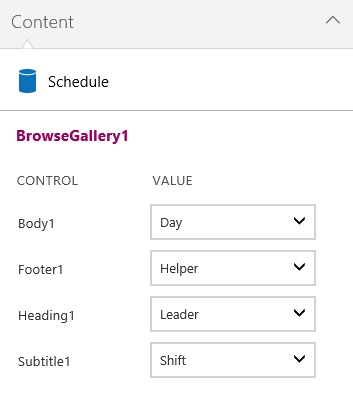 Content
Schedule
BrowseGallery1
CONTROL VALUE
Body1 Day
Footer1 Helper
Heading1 Leader
Subtitle1 Shift